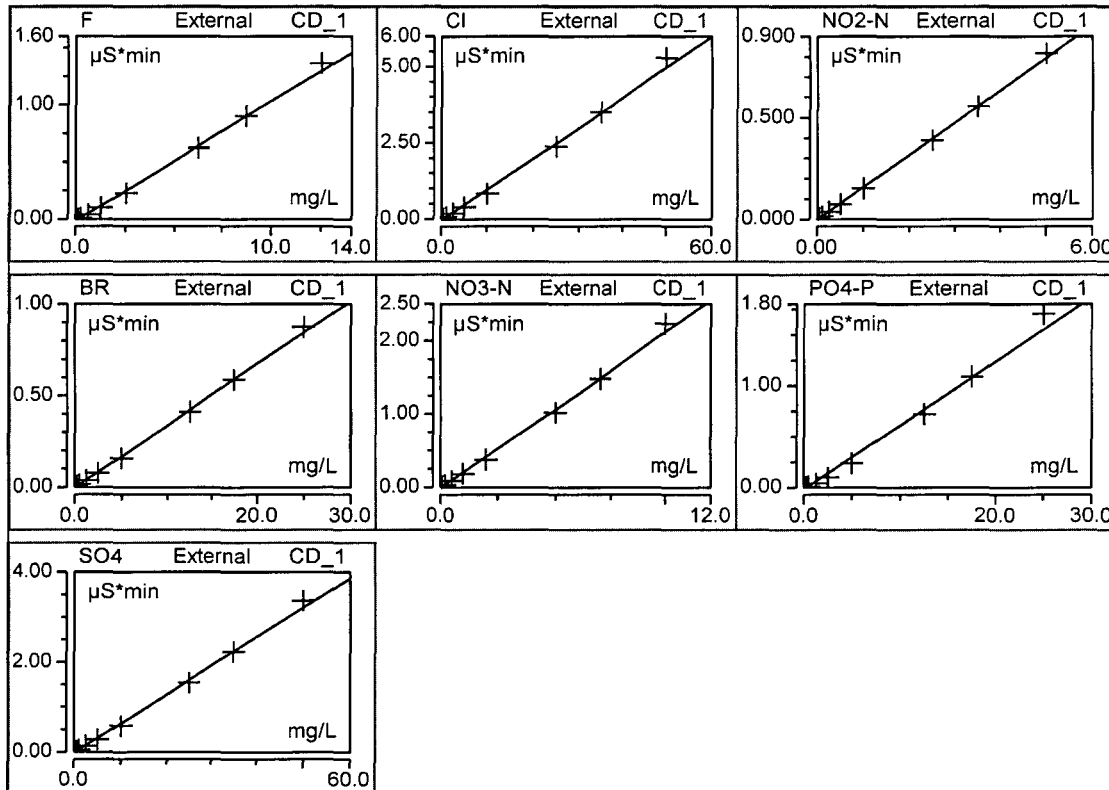 F External CD_1
1.60
µS*min
1.00
mg/L
0.00
0.0 10.0 14.0
Cl External CD_1
6.00
5.00
µS*min
2.50
mg/L
0.00
0.0 60.0
NO2-N External CD_1
0.900
µS*min
0.500
mg/L
0.000
0.00 6.00
BR External CD_1
1.00
µS*min
0.50
mg/L
0.00
0.0 20.0 30.0
NO3-N External CD_1
2.50
2.00
µS*min
1.00
mg/L
0.00
0.0 12.0
PO4-P External CD_1
1.80
µS*min
1.00
mg/L
0.00
0.0 20.0 30.0
SO4 External CD_1
4.00
µS*min
2.00
mg/L
0.00
0.0 60.0